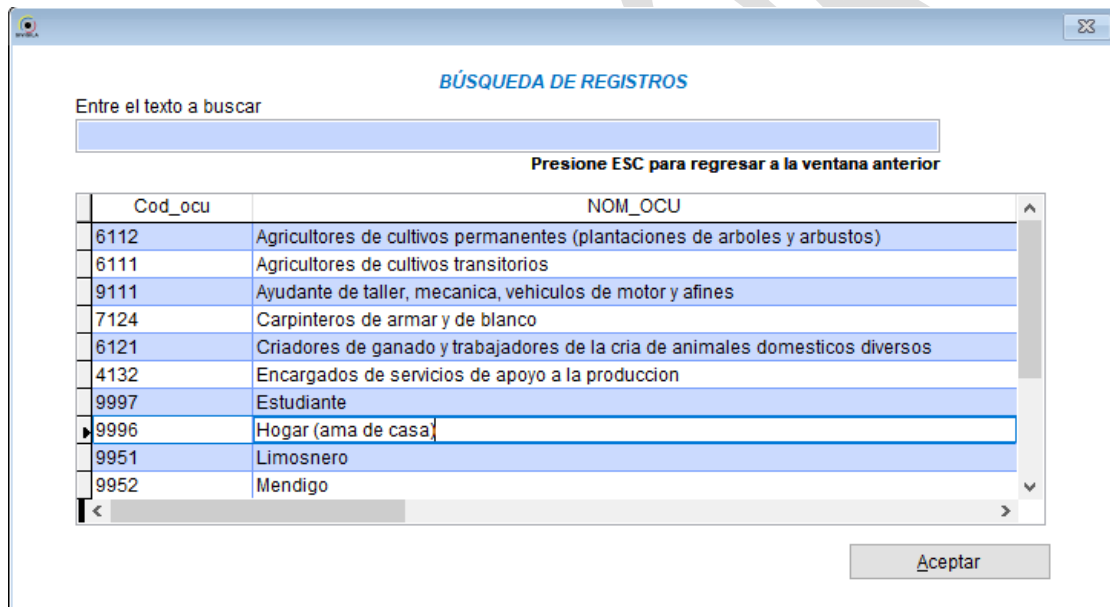 BÚSQUEDA DE REGISTROS
Entre el texto a buscar
Presione ESC para regresar a la ventana anterior
Cod_ocu NOM_OCU
6112 Agricultores de cultivos permanentes (plantaciones de arboles y arbustos)
6111 Agricultores de cultivos transitorios
9111 Ayudante de taller, mecanica, vehiculos de motor y afines
7124 Carpinteros de armar y de blanco
6121 Criadores de ganado y trabajadores de la cria de animales domesticos diversos
4132 Encargados de servicios de apoyo a la produccion
9997 Estudiante
9996 Hogar (ama de casa)
9951 Limosnero
9952 Mendigo
Aceptar